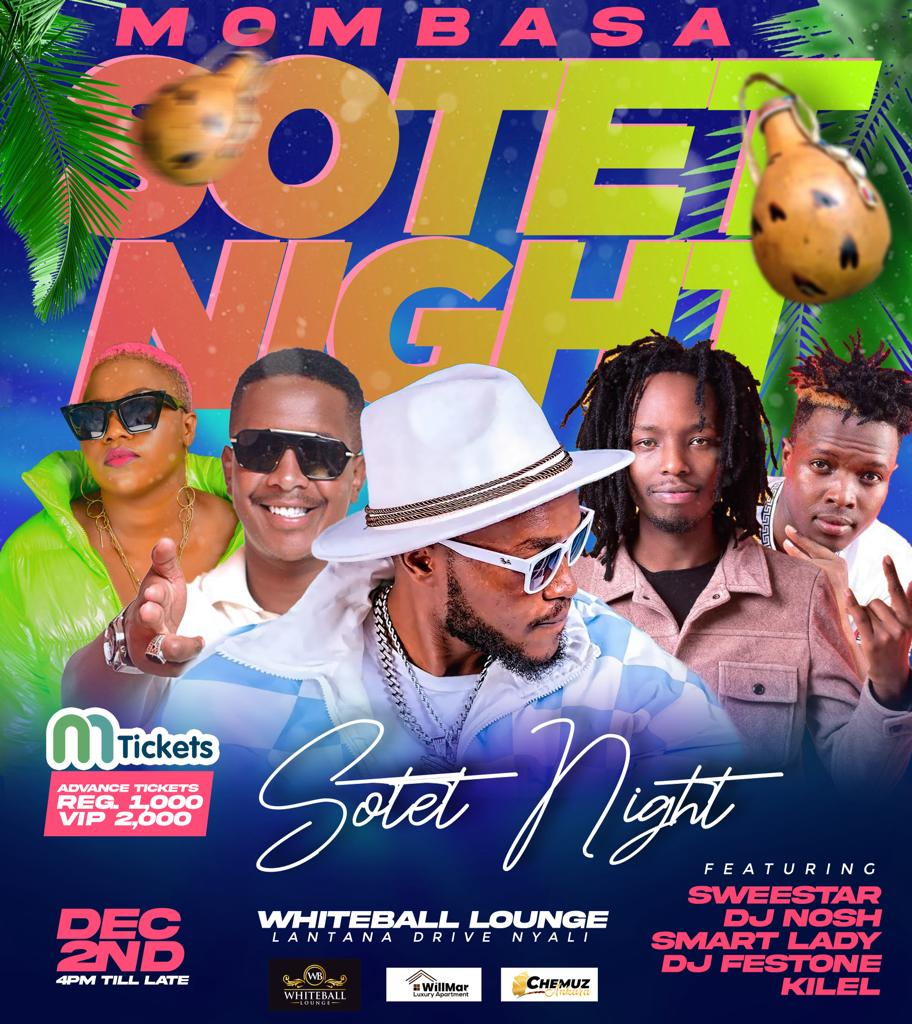 MOMBASA
SOTET
NIGHT
m Tickets
ADVANCE TICKETS
REG. 1,000
VIP 2,000
Sotet Night
FEATURING
SWEESTAR
DJ NOSH
SMART LADY
DJ FESTONE
KILEL
DEC
2ND
4PM TILL LATE
WHITEBALL LOUNGE
LANTANA DRIVE NYALI
WB
WHITEBALL
LOUNGE
WillMar
Luxury Apartment
CHEMUZ
Ankara